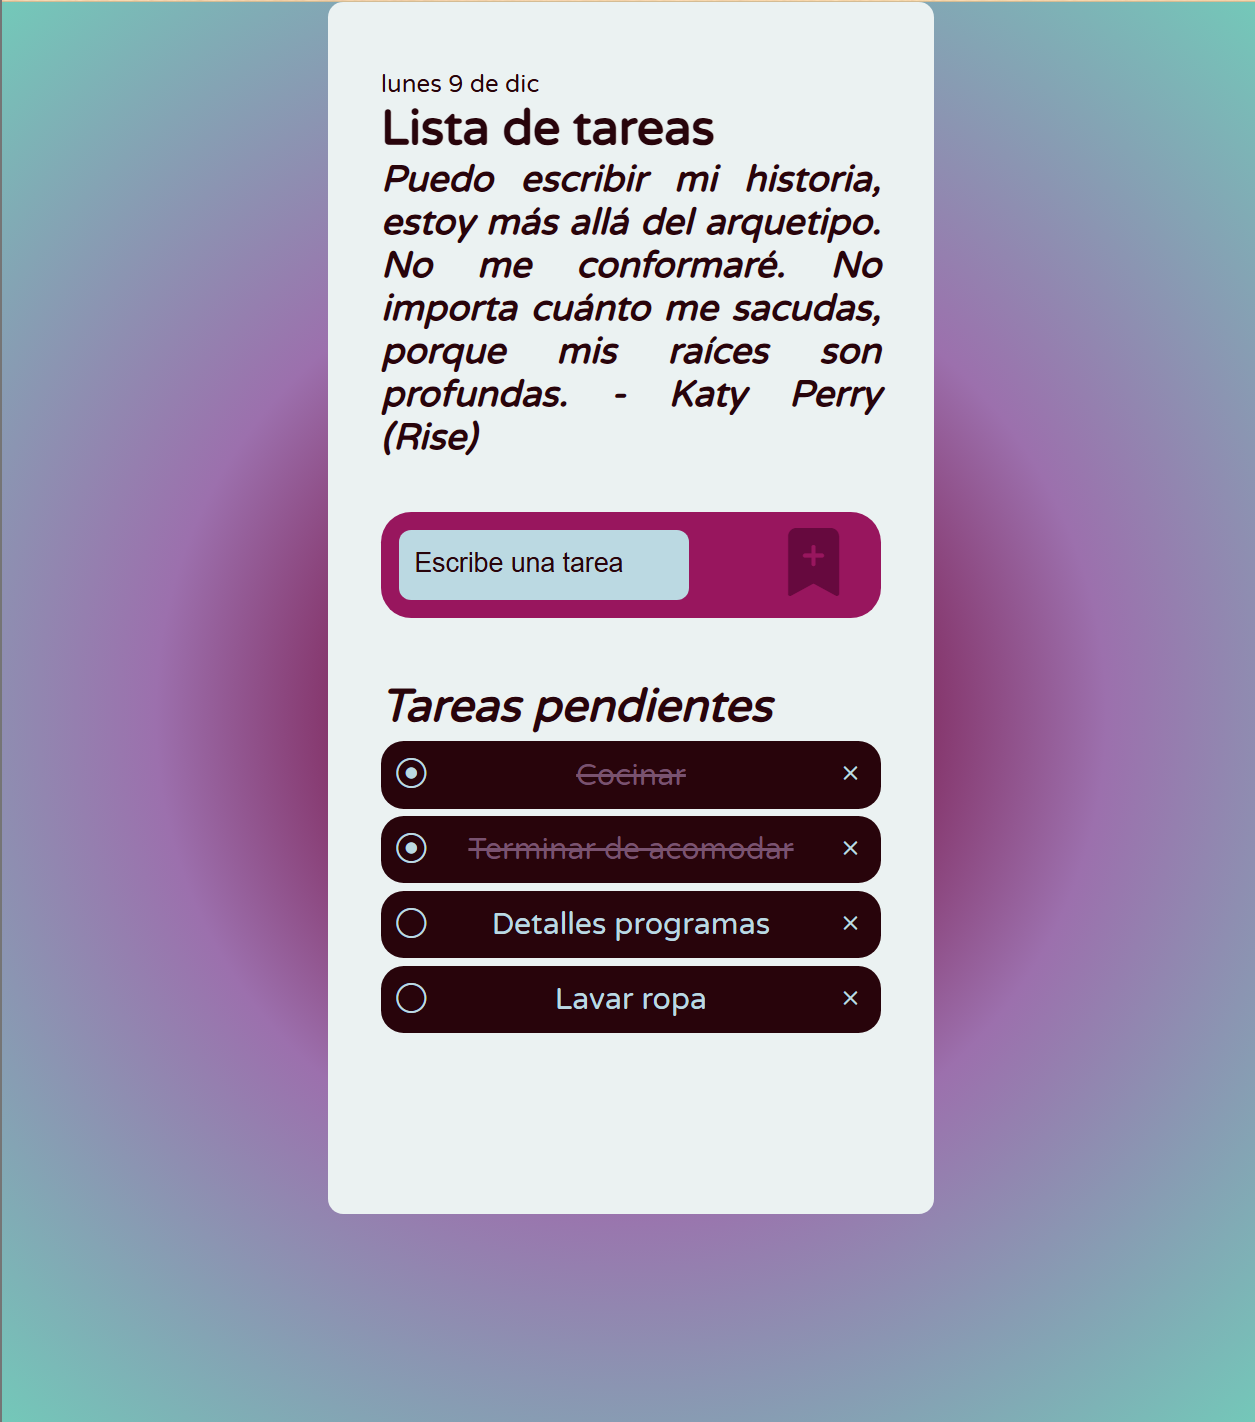 lunes 9 de dic
Lista de tareas
Puedo escribir mi historia,
estoy más allá del arquetipo.
No me conformaré. No
importa cuánto me sacudas,
porque mis raíces son
profundas. - Katy Perry
(Rise)
Escribe una tarea
Tareas pendientes
Cocinar ×
Terminar de acomodar ×
Detalles programas ×
Lavar ropa ×